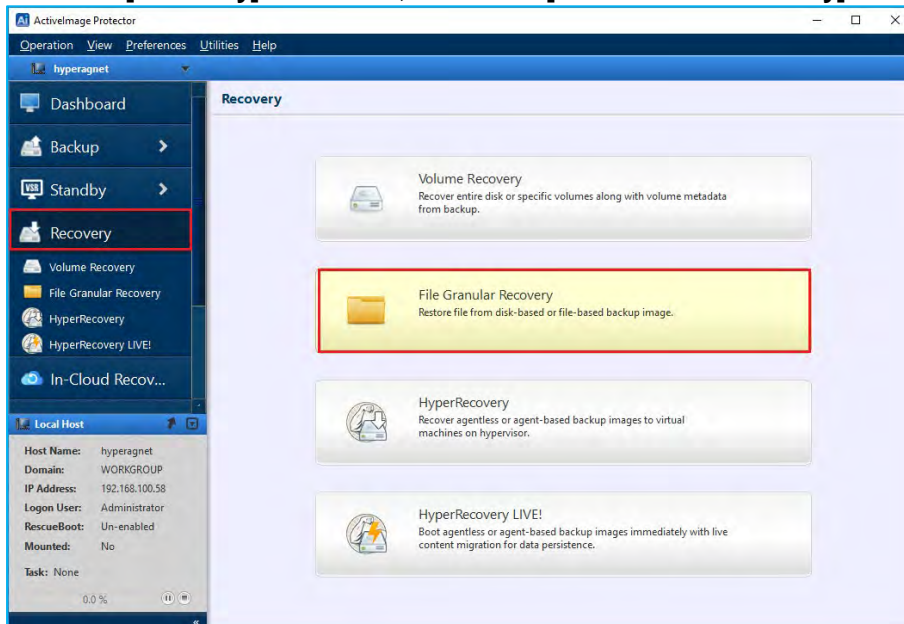 ActiveImage Protector
Operation View Preferences Utilities Help
hyperagnet
Dashboard
Backup
VSR Standby
Recovery
Volume Recovery
File Granular Recovery
HyperRecovery
HyperRecovery LIVE!
In-Cloud Recov...
Local Host
Host Name: hyperagnet
Domain: WORKGROUP
IP Address: 192.168.100.58
Logon User: Administrator
RescueBoot: Un-enabled
Mounted: No
Task: None
0.0 %
Recovery
Volume Recovery
Recover entire disk or specific volumes along with volume metadata
from backup.
File Granular Recovery
Restore file from disk-based or file-based backup image.
HyperRecovery
Recover agentless or agent-based backup images to virtual
machines on hypervisor.
HyperRecovery LIVE!
Boot agentless or agent-based backup images immediately with live
content migration for data persistence.